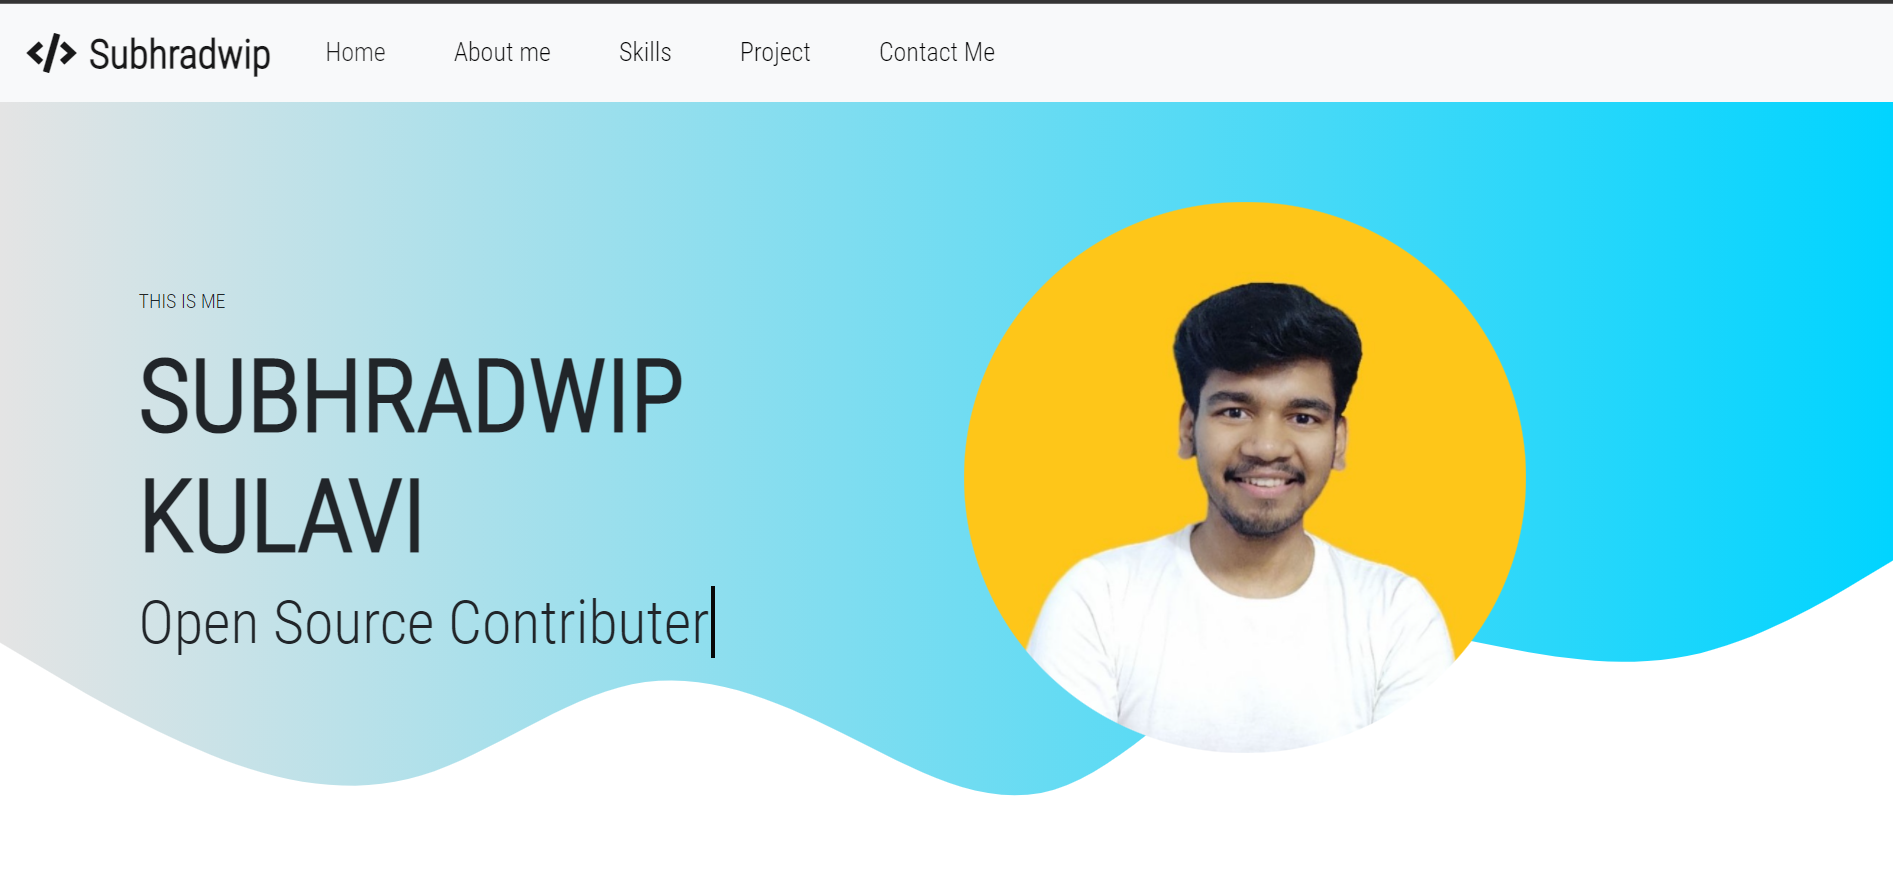 </> Subhradwip Home About me Skills Project Contact Me
THIS IS ME
SUBHRADWIP
KULAVI
Open Source Contributer